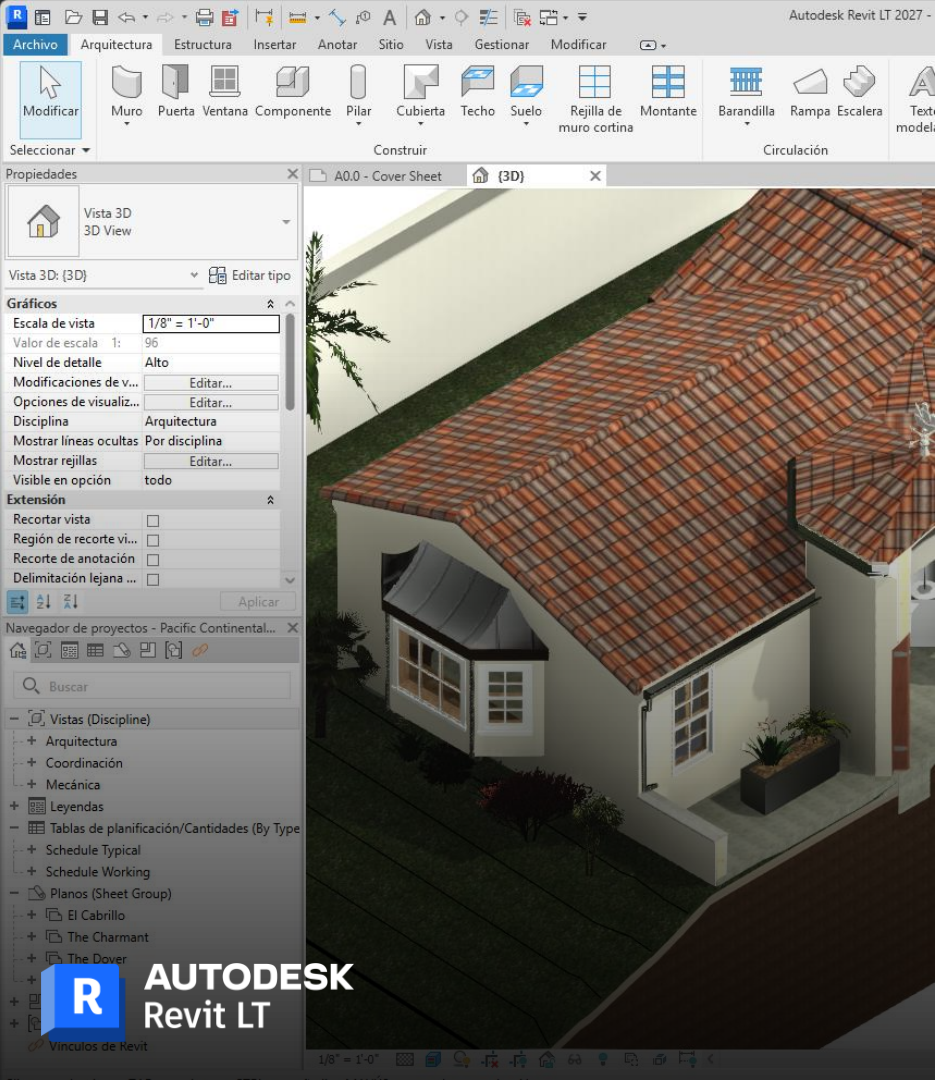 Autodesk Revit LT 2027 -
Archivo Arquitectura Estructura Insertar Anotar Sitio Vista Gestionar Modificar
Modificar Muro Puerta Ventana Componente Pilar Cubierta Techo Suelo Rejilla de muro cortina Montante Barandilla Rampa Escalera
Seleccionar Construir Circulación
Propiedades
A0.0 - Cover Sheet
{3D}
Vista 3D
3D View
Vista 3D: {3D}
Editar tipo
Gráficos
Escala de vista 1/8" = 1'-0"
Valor de escala 1: 96
Nivel de detalle Alto
Modificaciones de v... Editar...
Opciones de visualiz... Editar...
Disciplina Arquitectura
Mostrar líneas ocultas Por disciplina
Mostrar rejillas Editar...
Visible en opción todo
Extensión
Recortar vista
Región de recorte vi...
Recorte de anotación
Delimitación lejana ...
Aplicar
Navegador de proyectos - Pacific Continental...
Buscar
Vistas (Discipline)
Arquitectura
Coordinación
Mecánica
Leyendas
Tablas de planificación/Cantidades (By Type
Schedule Typical
Schedule Working
Planos (Sheet Group)
El Cabrillo
The Charmant
The Dover
R
AUTODESK
Revit LT
Vínculos de Revit
1/8" = 1'-0"